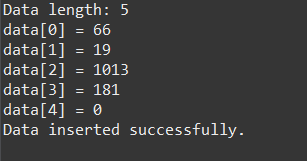 Data length: 5
data[0] = 66
data[1] = 19
data[2] = 1013
data[3] = 181
data[4] = 0
Data inserted successfully.